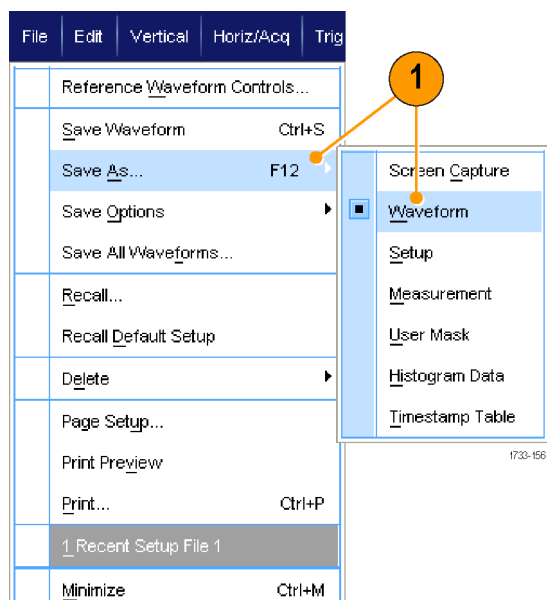 File Edit Vertical Horiz/Acq Trig
1
Reference Waveform Controls...
Save Waveform Ctrl+S
Save As... F12
Save Options
Save All Waveforms...
Recall...
Recall Default Setup
Delete
Page Setup...
Print Preview
Print... Ctrl+P
1 Recent Setup File 1
Minimize Ctrl+M
Screen Capture
Waveform
Setup
Measurement
User Mask
Histogram Data
Timestamp Table
1733-156